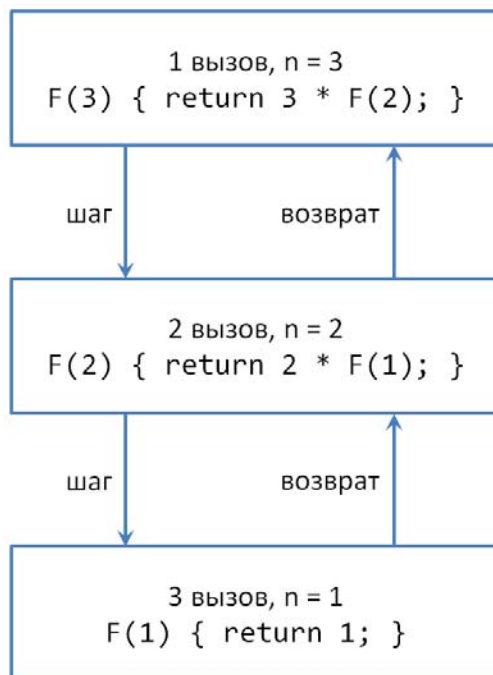 1 вызов, n = 3
F(3) { return 3 * F(2); }
шаг
возврат
2 вызов, n = 2
F(2) { return 2 * F(1); }
шаг
возврат
3 вызов, n = 1
F(1) { return 1; }